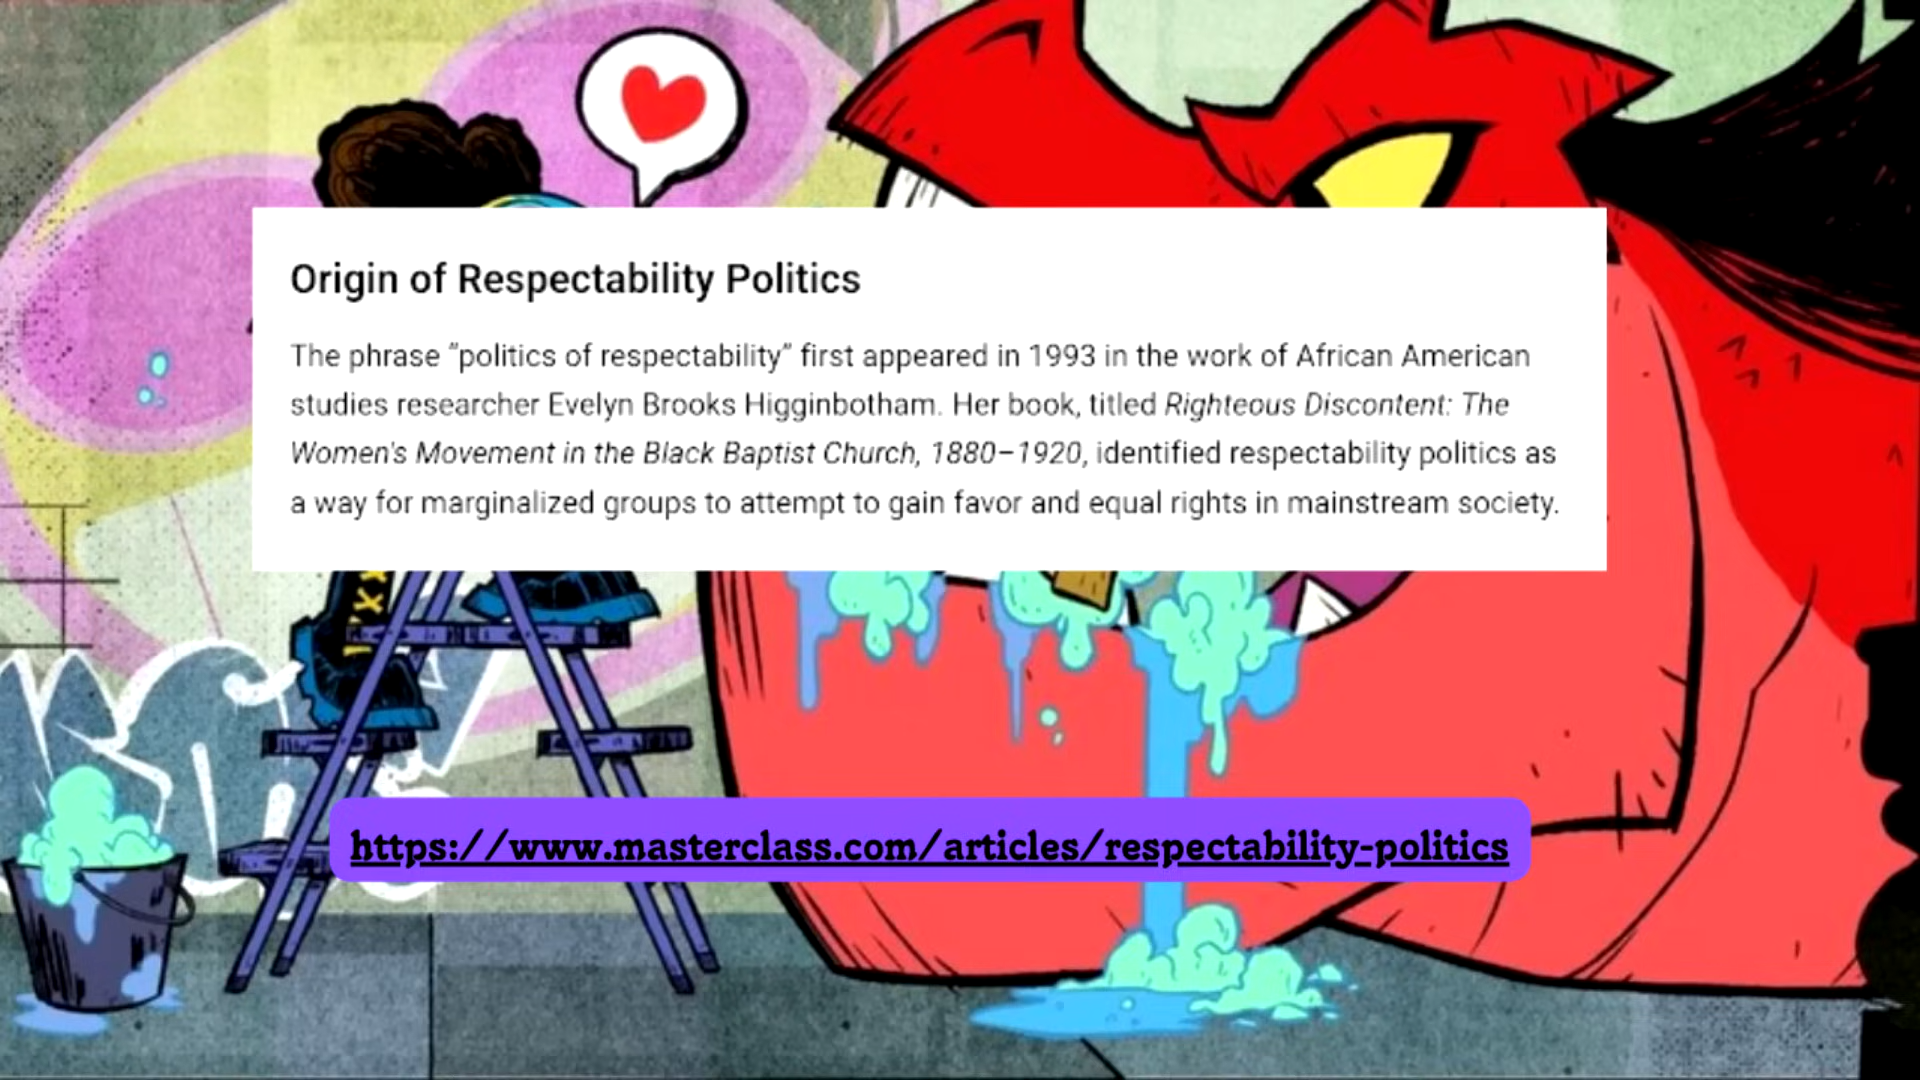 Origin of Respectability Politics
The phrase “politics of respectability” first appeared in 1993 in the work of African American
studies researcher Evelyn Brooks Higginbotham. Her book, titled Righteous Discontent: The
Women's Movement in the Black Baptist Church, 1880–1920, identified respectability politics as
a way for marginalized groups to attempt to gain favor and equal rights in mainstream society.
https://www.masterclass.com/articles/respectability-politics